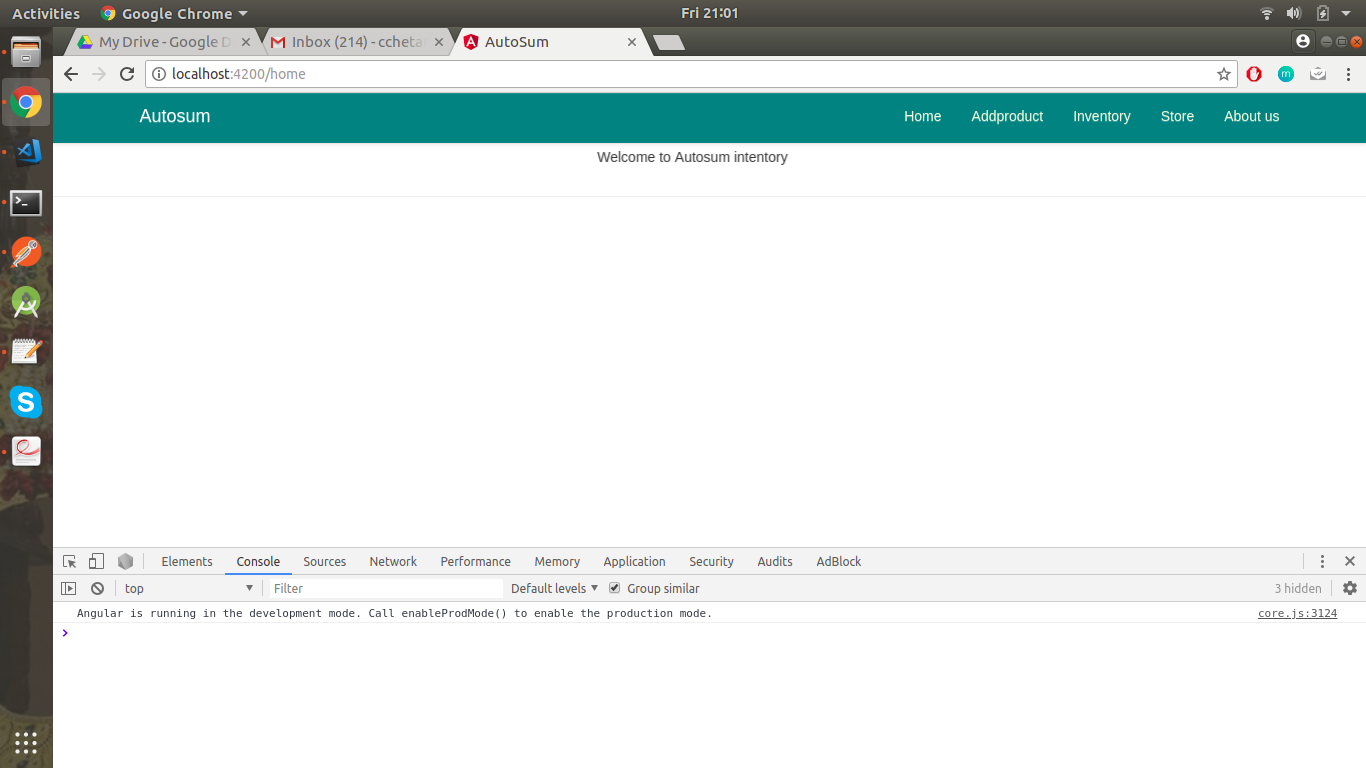 Activities Google Chrome Fri 21:01
My Drive - Google D Inbox (214) - ccheta AutoSum
localhost:4200/home m
Autosum Home Addproduct Inventory Store About us
Welcome to Autosum intentory
Elements Console Sources Network Performance Memory Application Security Audits AdBlock
top Filter Default levels Group similar 3 hidden
Angular is running in the development mode. Call enableProdMode() to enable the production mode. core.js:3124
>
S